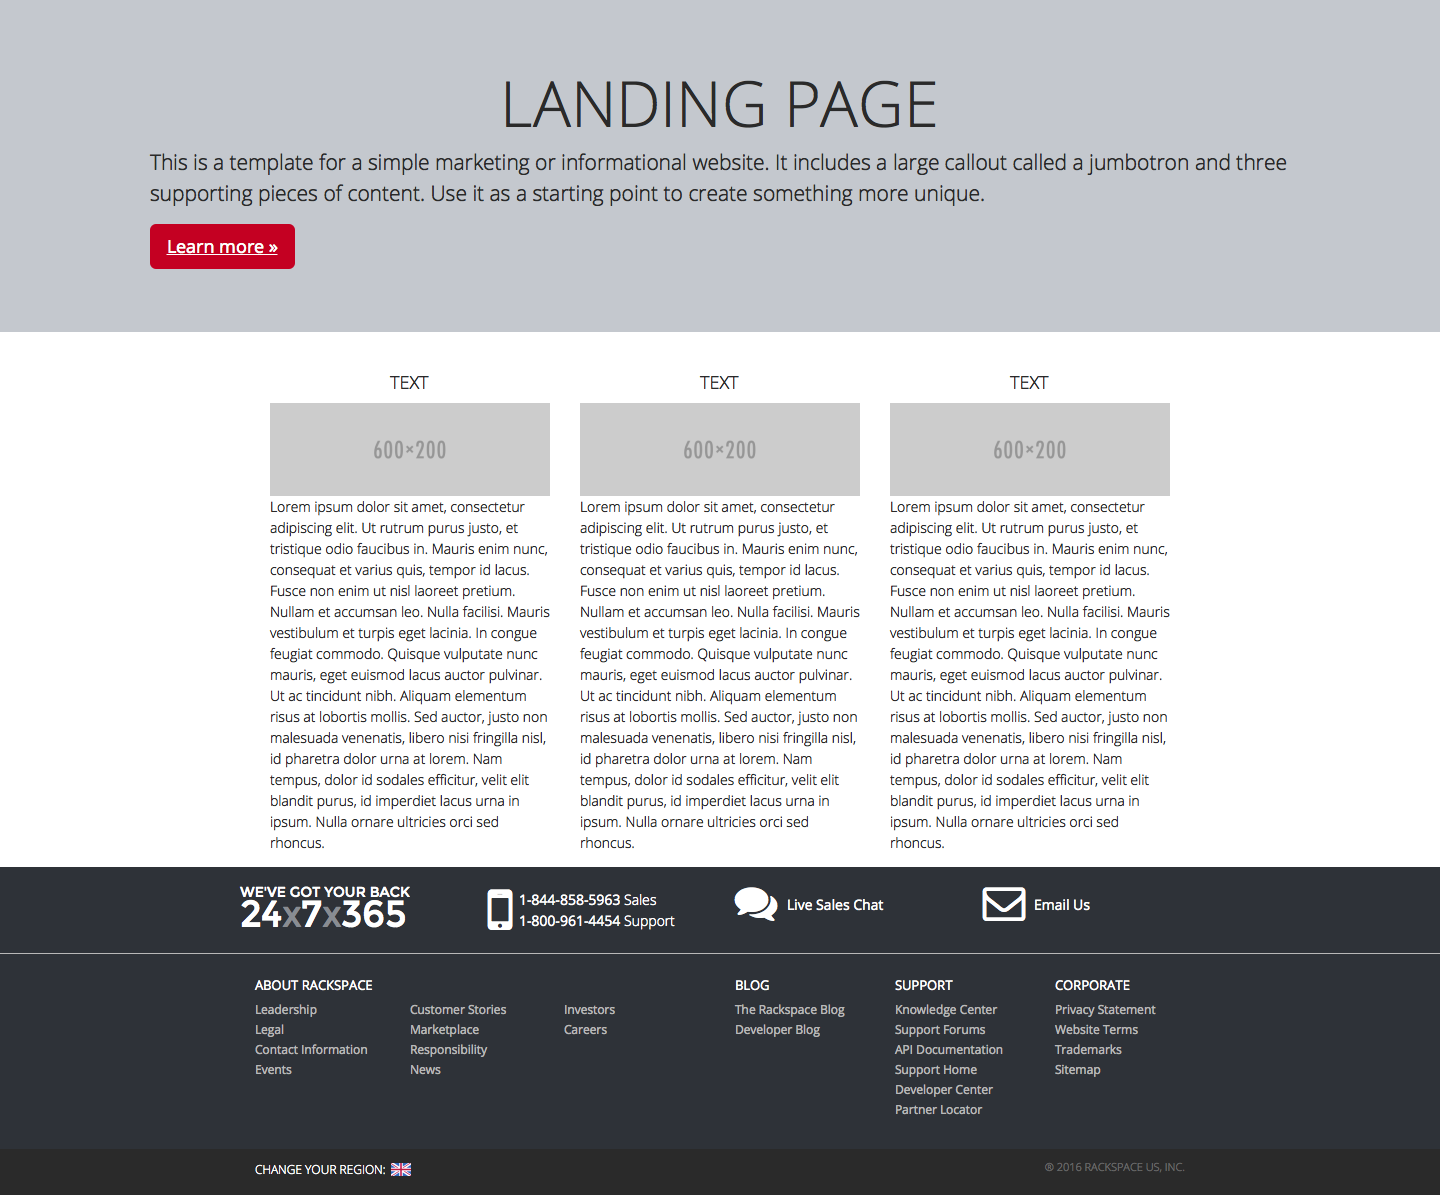 LANDING PAGE
This is a template for a simple marketing or informational website. It includes a large callout called a jumbotron and three
supporting pieces of content. Use it as a starting point to create something more unique.
Learn more »
TEXT
600×200
Lorem ipsum dolor sit amet, consectetur
adipiscing elit. Ut rutrum purus justo, et
tristique odio faucibus in. Mauris enim nunc,
consequat et varius quis, tempor id lacus.
Fusce non enim ut nisl laoreet pretium.
Nullam et accumsan leo. Nulla facilisi. Mauris
vestibulum et turpis eget lacinia. In congue
feugiat commodo. Quisque vulputate nunc
mauris, eget euismod lacus auctor pulvinar.
Ut ac tincidunt nibh. Aliquam elementum
risus at lobortis mollis. Sed auctor, justo non
malesuada venenatis, libero nisi fringilla nisl,
id pharetra dolor urna at lorem. Nam
tempus, dolor id sodales efficitur, velit elit
blandit purus, id imperdiet lacus urna in
ipsum. Nulla ornare ultricies orci sed
rhoncus.
TEXT
600×200
Lorem ipsum dolor sit amet, consectetur
adipiscing elit. Ut rutrum purus justo, et
tristique odio faucibus in. Mauris enim nunc,
consequat et varius quis, tempor id lacus.
Fusce non enim ut nisl laoreet pretium.
Nullam et accumsan leo. Nulla facilisi. Mauris
vestibulum et turpis eget lacinia. In congue
feugiat commodo. Quisque vulputate nunc
mauris, eget euismod lacus auctor pulvinar.
Ut ac tincidunt nibh. Aliquam elementum
risus at lobortis mollis. Sed auctor, justo non
malesuada venenatis, libero nisi fringilla nisl,
id pharetra dolor urna at lorem. Nam
tempus, dolor id sodales efficitur, velit elit
blandit purus, id imperdiet lacus urna in
ipsum. Nulla ornare ultricies orci sed
rhoncus.
TEXT
600×200
Lorem ipsum dolor sit amet, consectetur
adipiscing elit. Ut rutrum purus justo, et
tristique odio faucibus in. Mauris enim nunc,
consequat et varius quis, tempor id lacus.
Fusce non enim ut nisl laoreet pretium.
Nullam et accumsan leo. Nulla facilisi. Mauris
vestibulum et turpis eget lacinia. In congue
feugiat commodo. Quisque vulputate nunc
mauris, eget euismod lacus auctor pulvinar.
Ut ac tincidunt nibh. Aliquam elementum
risus at lobortis mollis. Sed auctor, justo non
malesuada venenatis, libero nisi fringilla nisl,
id pharetra dolor urna at lorem. Nam
tempus, dolor id sodales efficitur, velit elit
blandit purus, id imperdiet lacus urna in
ipsum. Nulla ornare ultricies orci sed
rhoncus.
WE'VE GOT YOUR BACK
24x7x365
1-844-858-5963 Sales
1-800-961-4454 Support
Live Sales Chat
Email Us
ABOUT RACKSPACE
Leadership
Legal
Contact Information
Events
Customer Stories
Marketplace
Responsibility
News
Investors
Careers
BLOG
The Rackspace Blog
Developer Blog
SUPPORT
Knowledge Center
Support Forums
API Documentation
Support Home
Developer Center
Partner Locator
CORPORATE
Privacy Statement
Website Terms
Trademarks
Sitemap
CHANGE YOUR REGION:
® 2016 RACKSPACE US, INC.